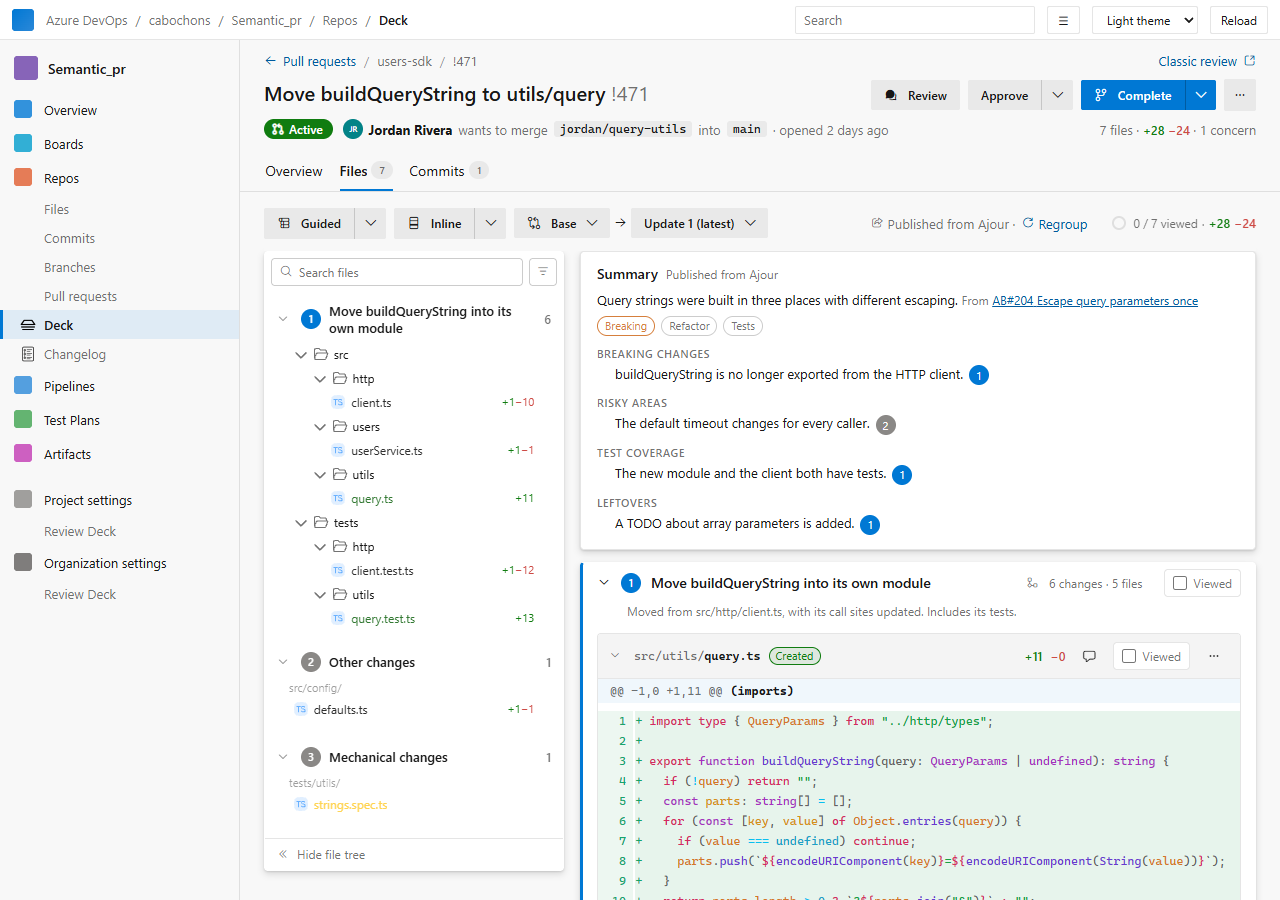 Azure DevOps / cabochons / Semantic_pr / Repos / Deck
Search
Light theme
Reload
Semantic_pr
Overview
Boards
Repos
Files
Commits
Branches
Pull requests
Deck
Changelog
Pipelines
Test Plans
Artifacts
Project settings
Review Deck
Organization settings
Review Deck
← Pull requests / users-sdk / !471
Classic review
Move buildQueryString to utils/query !471
Review
Approve
Complete
Active JR Jordan Rivera wants to merge jordan/query-utils into main · opened 2 days ago
7 files · +28 −24 · 1 concern
Overview
Files 7
Commits 1
Guided
Inline
Base
→
Update 1 (latest)
Published from Ajour · Regroup
0 / 7 viewed · +28 −24
Search files
1 Move buildQueryString into its own module 6
src
http
TS client.ts +1−10
users
TS userService.ts +1−1
utils
TS query.ts +11
tests
http
TS client.test.ts +1−12
utils
TS query.test.ts +13
2 Other changes 1
src/config/
TS defaults.ts +1−1
3 Mechanical changes 1
tests/utils/
TS strings.spec.ts
Hide file tree
Summary Published from Ajour
Query strings were built in three places with different escaping. From AB#204 Escape query parameters once
Breaking Refactor Tests
BREAKING CHANGES
buildQueryString is no longer exported from the HTTP client. 1
RISKY AREAS
The default timeout changes for every caller. 2
TEST COVERAGE
The new module and the client both have tests. 1
LEFTOVERS
A TODO about array parameters is added. 1
1 Move buildQueryString into its own module
6 changes · 5 files
Viewed
Moved from src/http/client.ts, with its call sites updated. Includes its tests.
src/utils/query.ts Created
+11 −0
Viewed
@@ −1,0 +1,11 @@ (imports)
1 + import type { QueryParams } from "../http/types";
2 +
3 + export function buildQueryString(query: QueryParams | undefined): string {
4 + if (!query) return "";
5 + const parts: string[] = [];
6 + for (const [key, value] of Object.entries(query)) {
7 + if (value === undefined) continue;
8 + parts.push(`${encodeURIComponent(key)}=${encodeURIComponent(String(value))}`);
9 + }
10 + return parts.length > 0 ? `?${parts.join("&")}` : "";